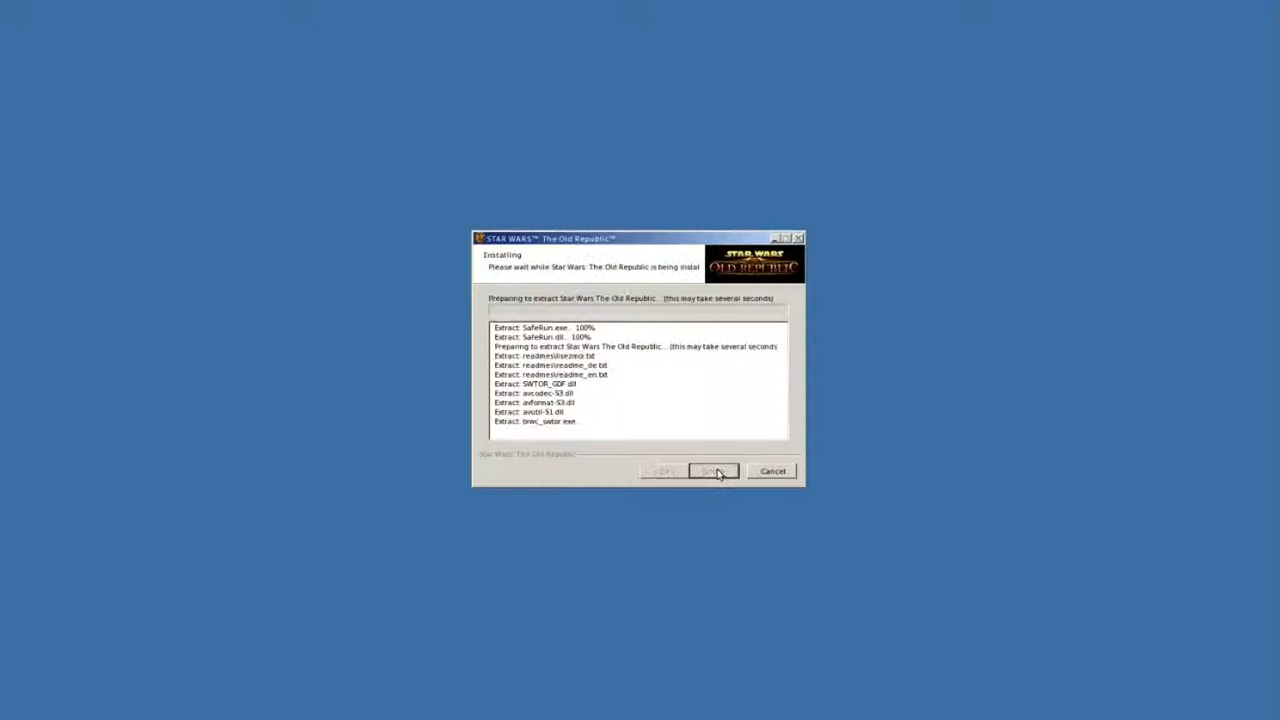 STAR WARS™ The Old Republic™
Installing
Please wait while Star Wars: The Old Republic is being instal
STAR WARS
OLD REPUBLIC
Preparing to extract Star Wars The Old Republic... (this may take several seconds)
Extract: SafeRun.exe... 100%
Extract: SafeRun.dll... 100%
Preparing to extract Star Wars The Old Republic... (this may take several seconds
Extract: readmes\lisezmoi.txt
Extract: readmes\readme_de.txt
Extract: readmes\readme_en.txt
Extract: SWTOR_GDF.dll
Extract: avcodec-53.dll
Extract: avformat-53.dll
Extract: avutil-51.dll
Extract: brwc_swtor.exe...
Star Wars: The Old Republic
Cancel